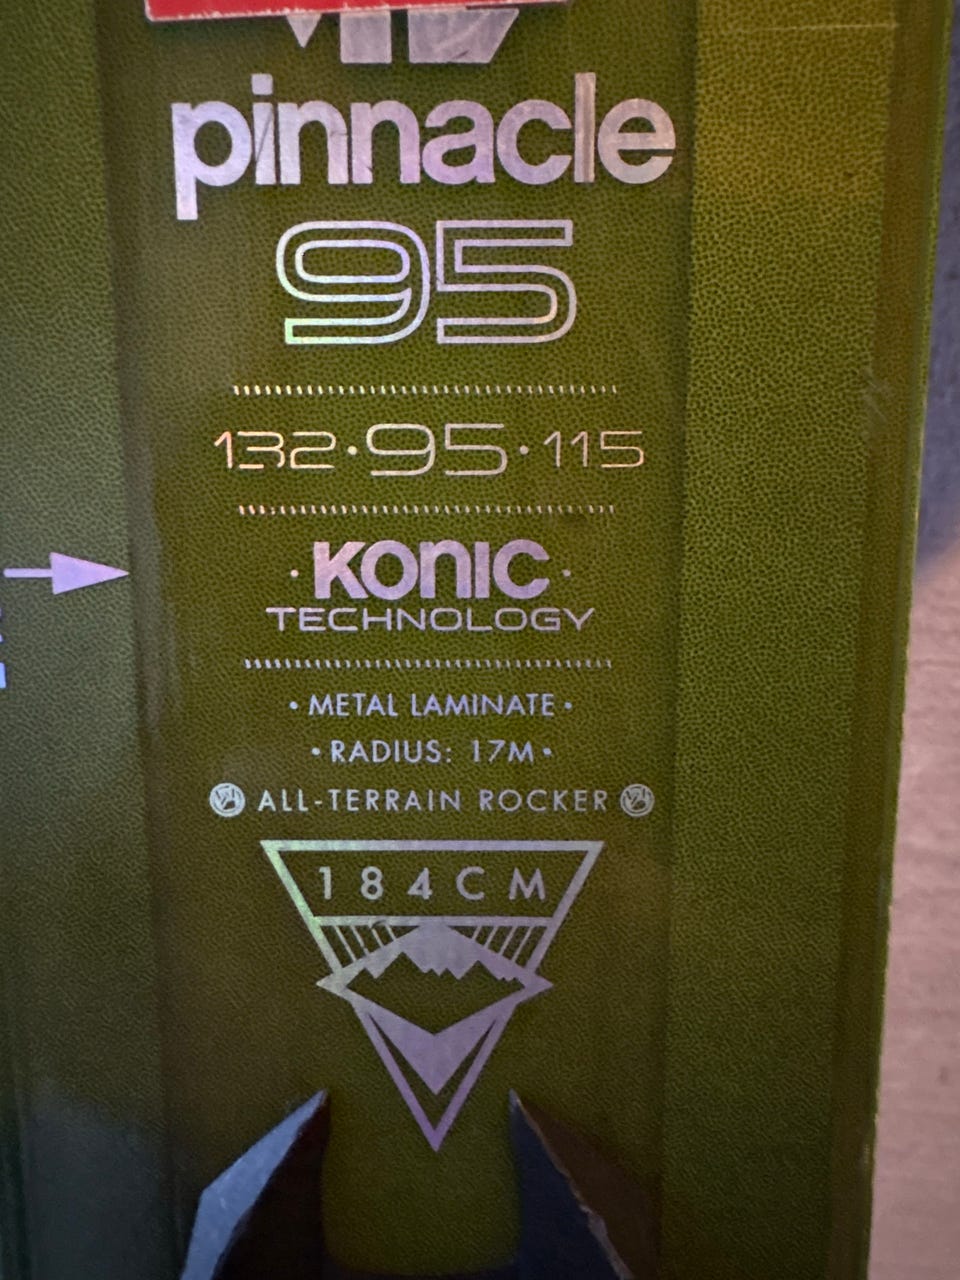 pinnacle
95
132·95·115
·KONIC·
TECHNOLOGY
• METAL LAMINATE •
• RADIUS: 17M •
ALL-TERRAIN ROCKER
184CM